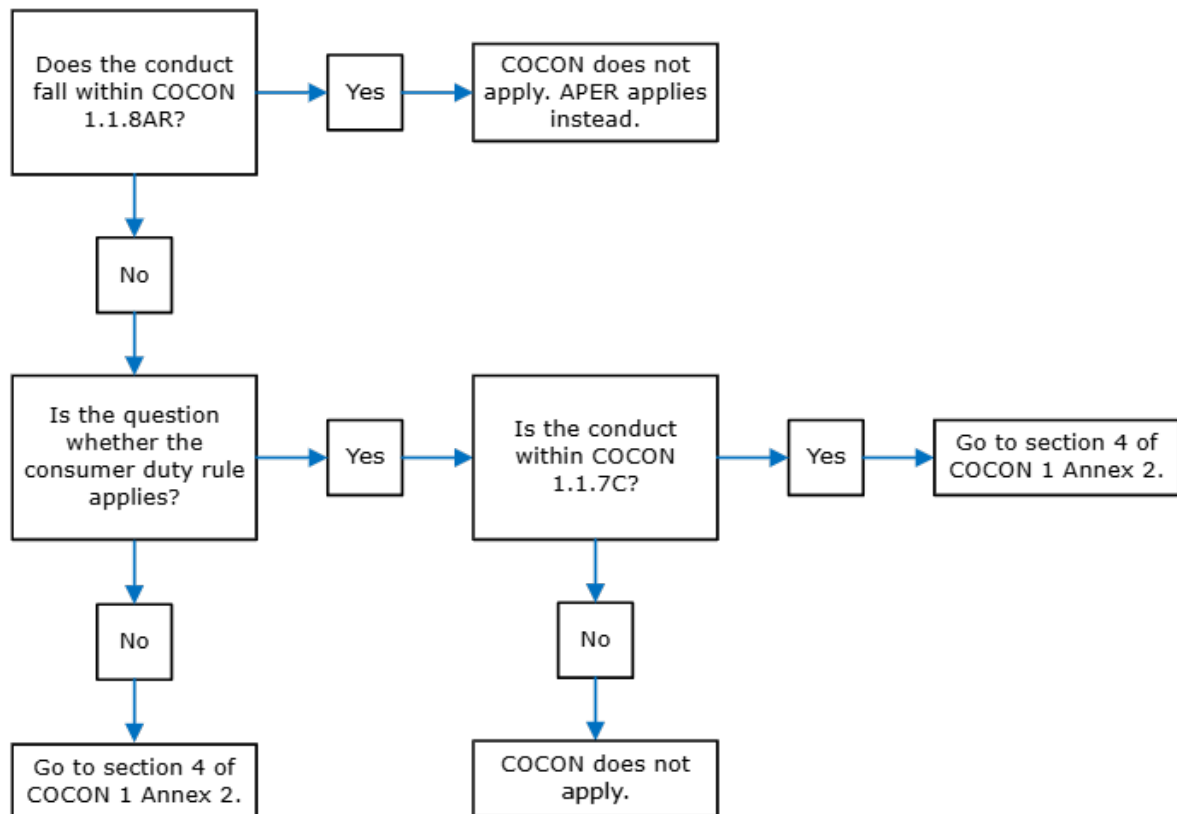 Does the conduct
fall within COCON
1.1.8AR?
Yes
COCON does not
apply. APER applies
instead.
No
Is the question
whether the
consumer duty rule
applies?
Yes
Is the conduct
within COCON
1.1.7C?
Yes
Go to section 4 of
COCON 1 Annex 2.
No
No
Go to section 4 of
COCON 1 Annex 2.
COCON does not
apply.